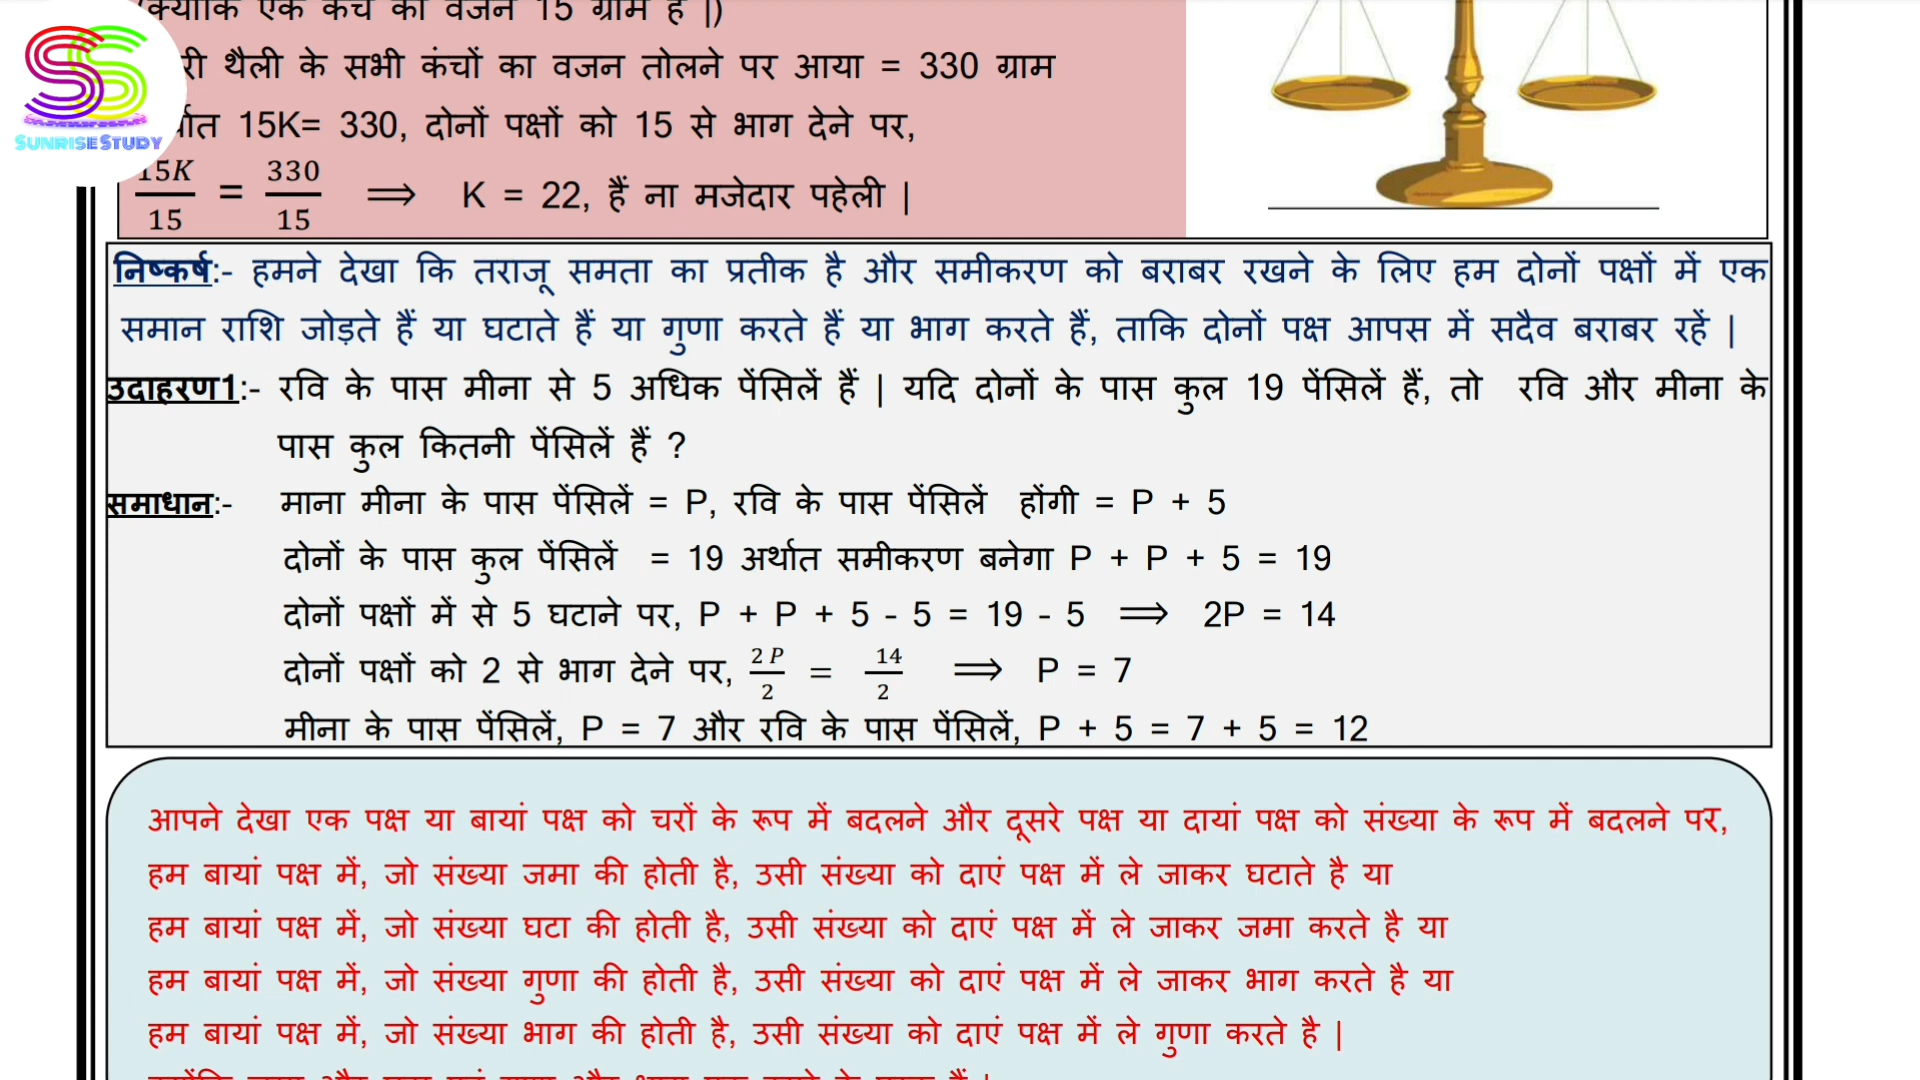 (क्योंकि एक कंचे का वजन 15 ग्राम है |)
री थैली के सभी कंचों का वजन तोलने पर आया = 330 ग्राम
15K= 330, दोनों पक्षों को 15 से भाग देने पर,
15K/15 = 330/15 ⟹ K = 22, हैं ना मजेदार पहेली |
SUNRISE STUDY
निष्कर्ष:- हमने देखा कि तराजू समता का प्रतीक है और समीकरण को बराबर रखने के लिए हम दोनों पक्षों में एक
समान राशि जोड़ते हैं या घटाते हैं या गुणा करते हैं या भाग करते हैं, ताकि दोनों पक्ष आपस में सदैव बराबर रहें |
उदाहरण1:- रवि के पास मीना से 5 अधिक पेंसिलें हैं | यदि दोनों के पास कुल 19 पेंसिलें हैं, तो रवि और मीना के
पास कुल कितनी पेंसिलें हैं ?
समाधान:- माना मीना के पास पेंसिलें = P, रवि के पास पेंसिलें होंगी = P + 5
दोनों के पास कुल पेंसिलें = 19 अर्थात समीकरण बनेगा P + P + 5 = 19
दोनों पक्षों में से 5 घटाने पर, P + P + 5 - 5 = 19 - 5 ⟹ 2P = 14
दोनों पक्षों को 2 से भाग देने पर, 2P/2 = 14/2 ⟹ P = 7
मीना के पास पेंसिलें, P = 7 और रवि के पास पेंसिलें, P + 5 = 7 + 5 = 12
आपने देखा एक पक्ष या बायां पक्ष को चरों के रूप में बदलने और दूसरे पक्ष या दायां पक्ष को संख्या के रूप में बदलने पर,
हम बायां पक्ष में, जो संख्या जमा की होती है, उसी संख्या को दाएं पक्ष में ले जाकर घटाते है या
हम बायां पक्ष में, जो संख्या घटा की होती है, उसी संख्या को दाएं पक्ष में ले जाकर जमा करते है या
हम बायां पक्ष में, जो संख्या गुणा की होती है, उसी संख्या को दाएं पक्ष में ले जाकर भाग करते है या
हम बायां पक्ष में, जो संख्या भाग की होती है, उसी संख्या को दाएं पक्ष में ले गुणा करते है |